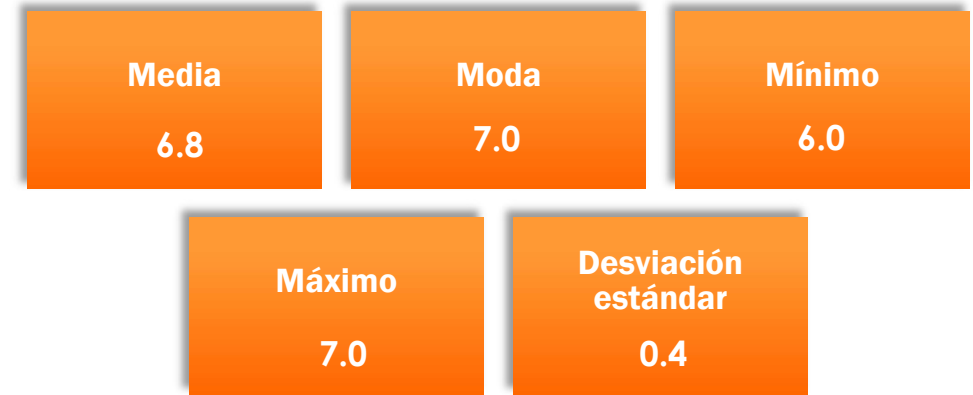 Media
6.8
Moda
7.0
Mínimo
6.0
Máximo
7.0
Desviación
estándar
0.4